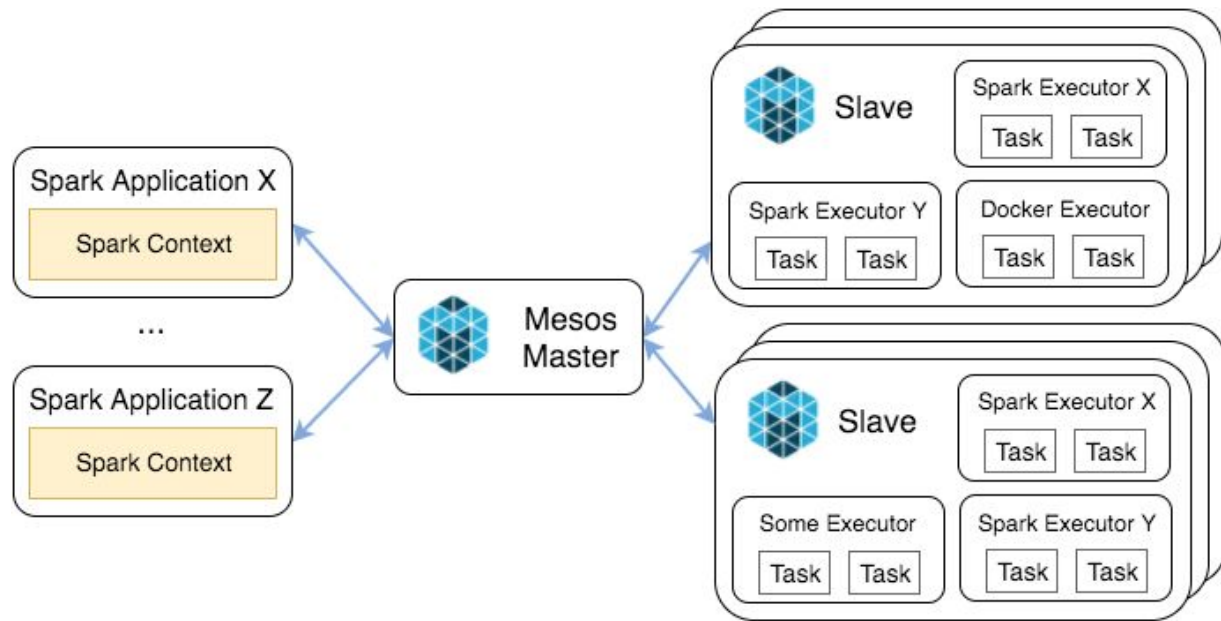 Spark Application X
Spark Context
...
Spark Application Z
Spark Context
Mesos
Master
Slave
Spark Executor X
Task Task
Spark Executor Y
Task Task
Docker Executor
Task Task
Slave
Spark Executor X
Task Task
Some Executor
Task Task
Spark Executor Y
Task Task